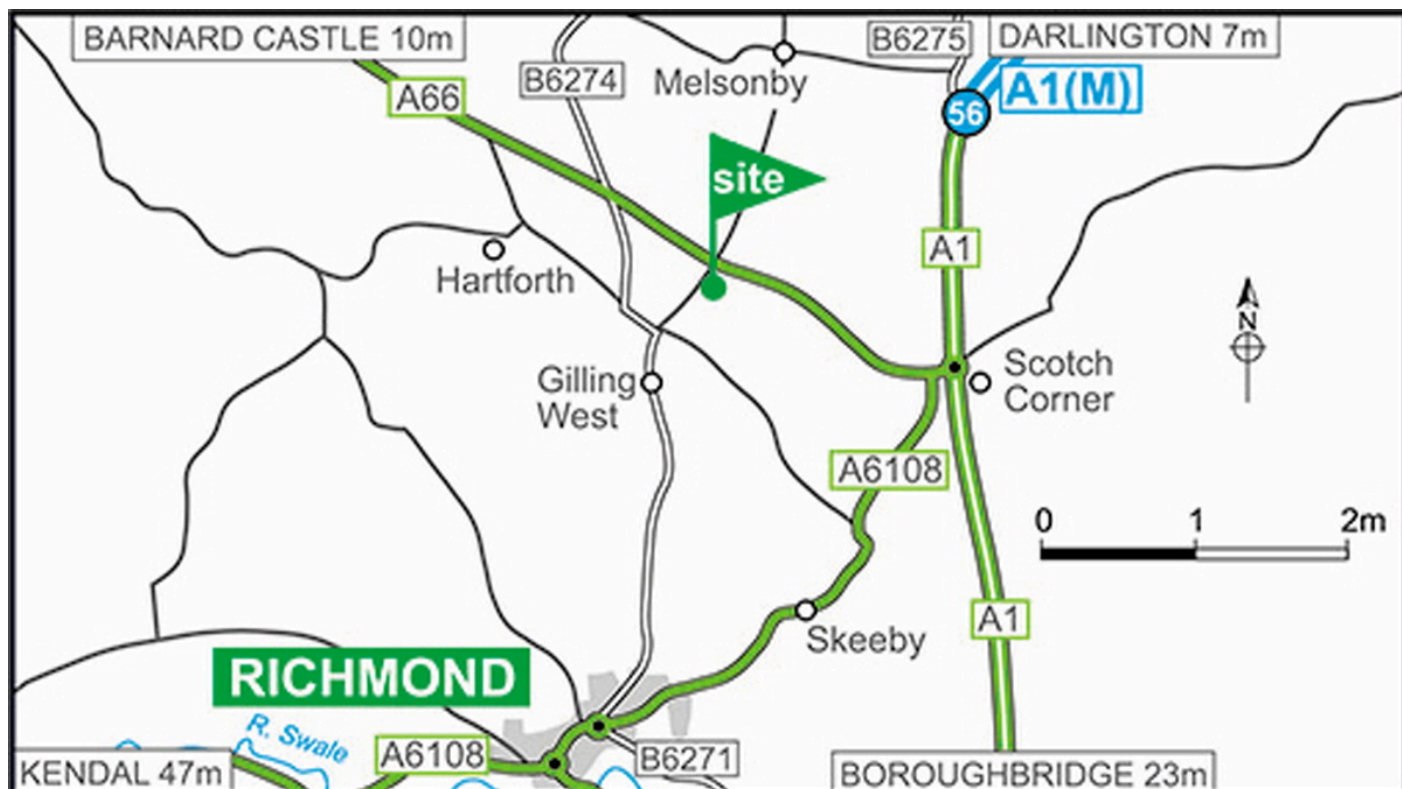 BARNARD CASTLE 10m
B6275
DARLINGTON 7m
A66
B6274
Melsonby
A1(M)
56
site
A1
Hartforth
N
Gilling
West
Scotch
Corner
A6108
0 1 2m
A1
Skeeby
RICHMOND
R. Swale
A6108
B6271
KENDAL 47m
BOROUGHBRIDGE 23m